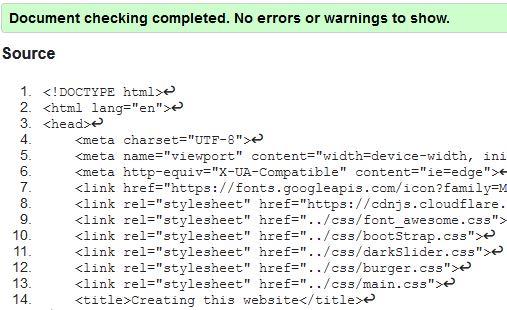 Document checking completed. No errors or warnings to show.
Source
1. <!DOCTYPE html>↩
2. <html lang="en">↩
3. <head>↩
4. <meta charset="UTF-8">↩
5. <meta name="viewport" content="width=device-width, ini
6. <meta http-equiv="X-UA-Compatible" content="ie=edge">↩
7. <link href="https://fonts.googleapis.com/icon?family=M
8. <link rel="stylesheet" href="https://cdnjs.cloudflare.
9. <link rel="stylesheet" href="../css/font_awesome.css">
10. <link rel="stylesheet" href="../css/bootStrap.css">↩
11. <link rel="stylesheet" href="../css/darkSlider.css">↩
12. <link rel="stylesheet" href="../css/burger.css">↩
13. <link rel="stylesheet" href="../css/main.css">↩
14. <title>Creating this website</title>↩